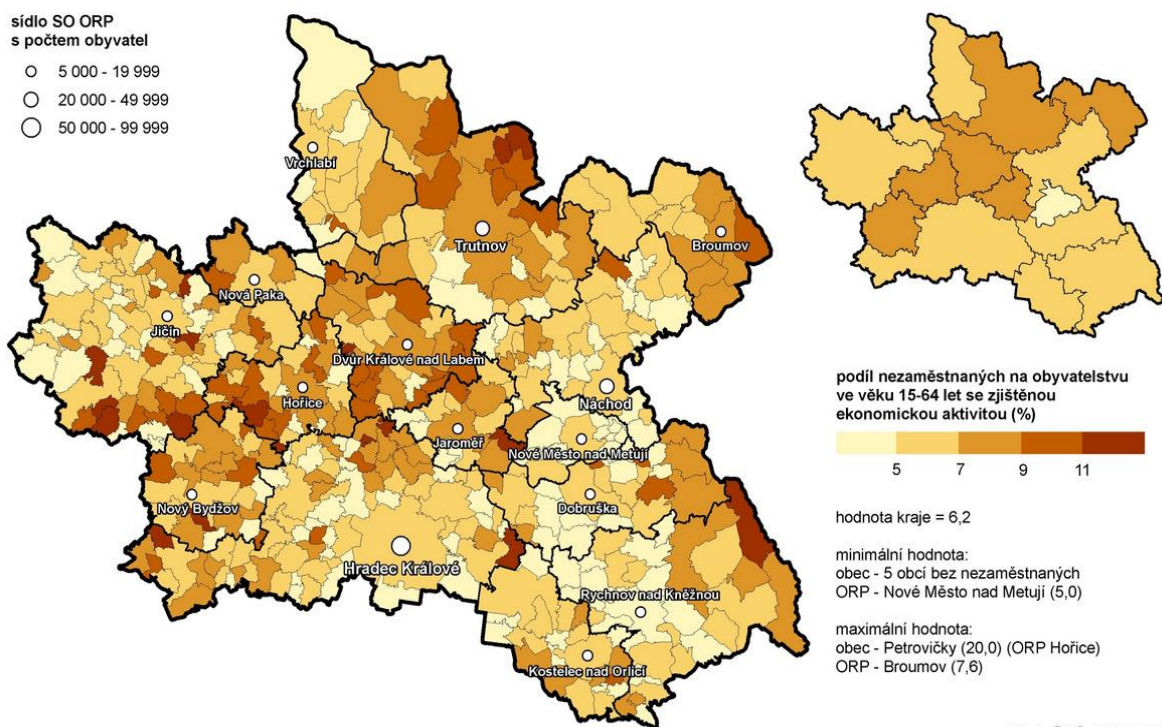 sídlo SO ORP
s počtem obyvatel
5 000 - 19 999
20 000 - 49 999
50 000 - 99 999
Vrchlabí
Trutnov
Broumov
Nová Paka
Jičín
Dvůr Králové nad Labem
Hořice
Náchod
Jaroměř
Nové Město nad Metují
Nový Bydžov
Dobruška
Hradec Králové
Rychnov nad Kněžnou
Kostelec nad Orlicí
podíl nezaměstnaných na obyvatelstvu
ve věku 15-64 let se zjištěnou
ekonomickou aktivitou (%)
5 7 9 11
hodnota kraje = 6,2
minimální hodnota:
obec - 5 obcí bez nezaměstnaných
ORP - Nové Město nad Metují (5,0)
maximální hodnota:
obec - Petrovičky (20,0) (ORP Hořice)
ORP - Broumov (7,6)